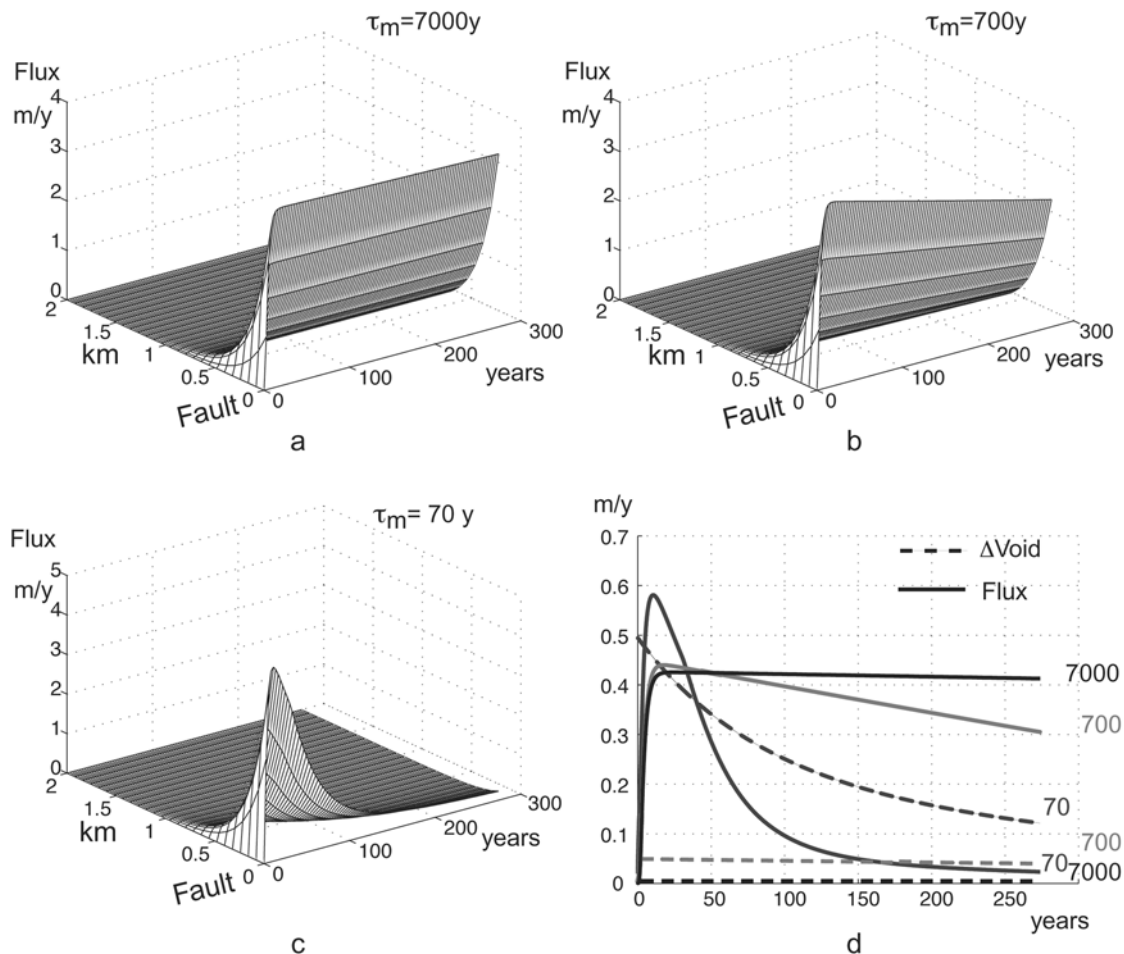 τm=7000y
Flux
m/y
4
3
2
1
0
2
1.5
1
0.5
0
km
Fault
0
100
200
300
years
a
τm=700y
Flux
m/y
4
3
2
1
0
2
1.5
1
0.5
0
km
Fault
0
100
200
300
years
b
τm= 70 y
Flux
m/y
5
4
3
2
1
0
2
1.5
1
0.5
0
km
Fault
0
100
200
300
years
c
m/y
0.7
0.6
0.5
0.4
0.3
0.2
0.1
0
ΔVoid
Flux
7000
700
70
700
70
7000
0
50
100
150
200
250
years
d